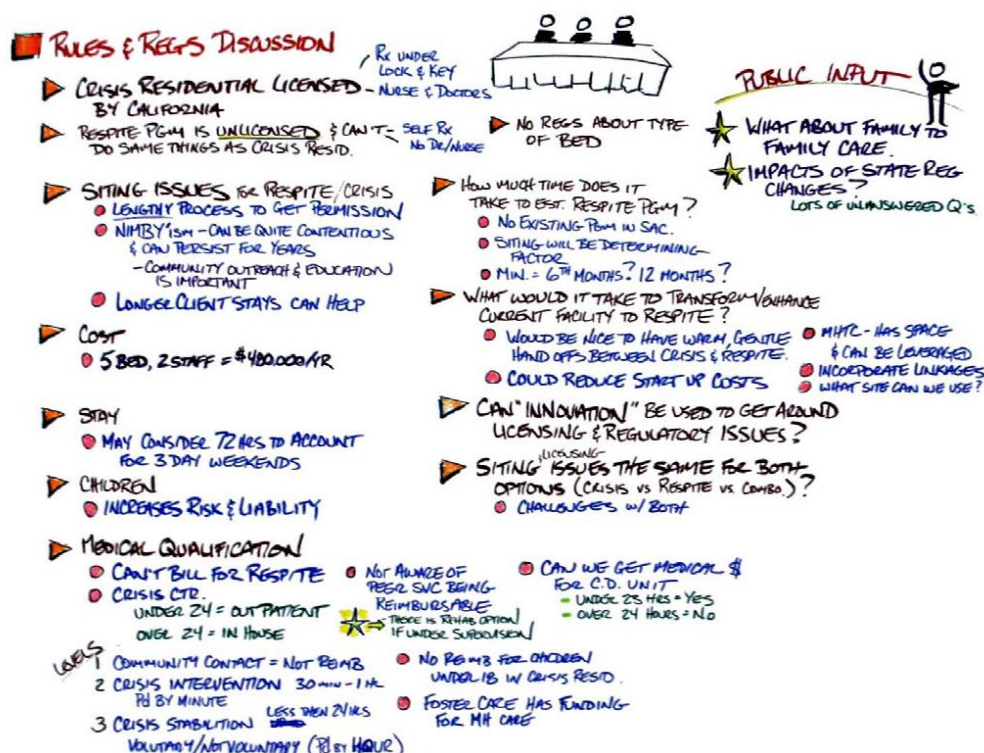 RULES & REGS DISCUSSION
CRISIS RESIDENTIAL LICENSED
BY CALIFORNIA
RX UNDER
LOCK & KEY
- NURSE & DOCTORS
RESPITE PGM IS UNLICENSED & CAN'T
DO SAME THINGS AS CRISIS RESID.
- SELF RX
NO DR/NURSE
NO REGS ABOUT TYPE
OF BED
PUBLIC INPUT
WHAT ABOUT FAMILY TO
FAMILY CARE.
IMPACTS OF STATE REG
CHANGES?
LOTS OF UNANSWERED Q'S.
SITING ISSUES FOR RESPITE/CRISIS
LENGTHY PROCESS TO GET PERMISSION
NIMBY'ISM - CAN BE QUITE CONTENTIOUS
& CAN PERSIST FOR YEARS
- COMMUNITY OUTREACH & EDUCATION
IS IMPORTANT
LONGER CLIENT STAYS CAN HELP
COST
5 BED, 2 STAFF = $400.000/YR
STAY
MAY CONSIDER 72 HRS TO ACCOUNT
FOR 3 DAY WEEKENDS
CHILDREN
INCREASES RISK & LIABILITY
HOW MUCH TIME DOES IT
TAKE TO EST. RESPITE PGM?
NO EXISTING PGM IN SAC.
SITING WILL BE DETERMINING
FACTOR
MIN. = 6TH MONTHS? 12 MONTHS?
WHAT WOULD IT TAKE TO TRANSFORM/ENHANCE
CURRENT FACILITY TO RESPITE?
WOULD BE NICE TO HAVE WARM, GENTLE
HAND OFFS BETWEEN CRISIS & RESPITE.
COULD REDUCE START UP COSTS
MHTC - HAS SPACE
& CAN BE LEVERAGED
INCORPORATE LINKAGES
WHAT SITE CAN WE USE?
CAN "INNOVATION" BE USED TO GET AROUND
LICENSING & REGULATORY ISSUES?
LICENSING
SITING ISSUES THE SAME FOR BOTH
OPTIONS (CRISIS VS RESPITE VS. COMBO.)?
CHALLENGES W/ BOTH
MEDICAL QUALIFICATION
CAN'T BILL FOR RESPITE
CRISIS CTR.
UNDER 24 = OUT PATIENT
OVER 24 = IN HOUSE
NOT AWARE OF
PEER SVC BEING
REIMBURSABLE
- THERE IS REHAB OPTION
IF UNDER SUPERVISION
CAN WE GET MEDICAL $
FOR C.D. UNIT
- UNDER 23 HRS = YES
- OVER 24 HOURS = NO
LEVELS
1 COMMUNITY CONTACT = NOT REIMB
2 CRISIS INTERVENTION 30 MIN - 1 HR
Pd BY MINUTE
3 CRISIS STABILITION LESS THEN 24 HRS
VOLUTARY/NOT VOLUNTARY (Pd BY HOUR)
NO REIMB FOR CHILDREN
UNDER 18 IN CRISIS RESID.
FOSTER CARE HAS FUNDING
FOR MH CARE